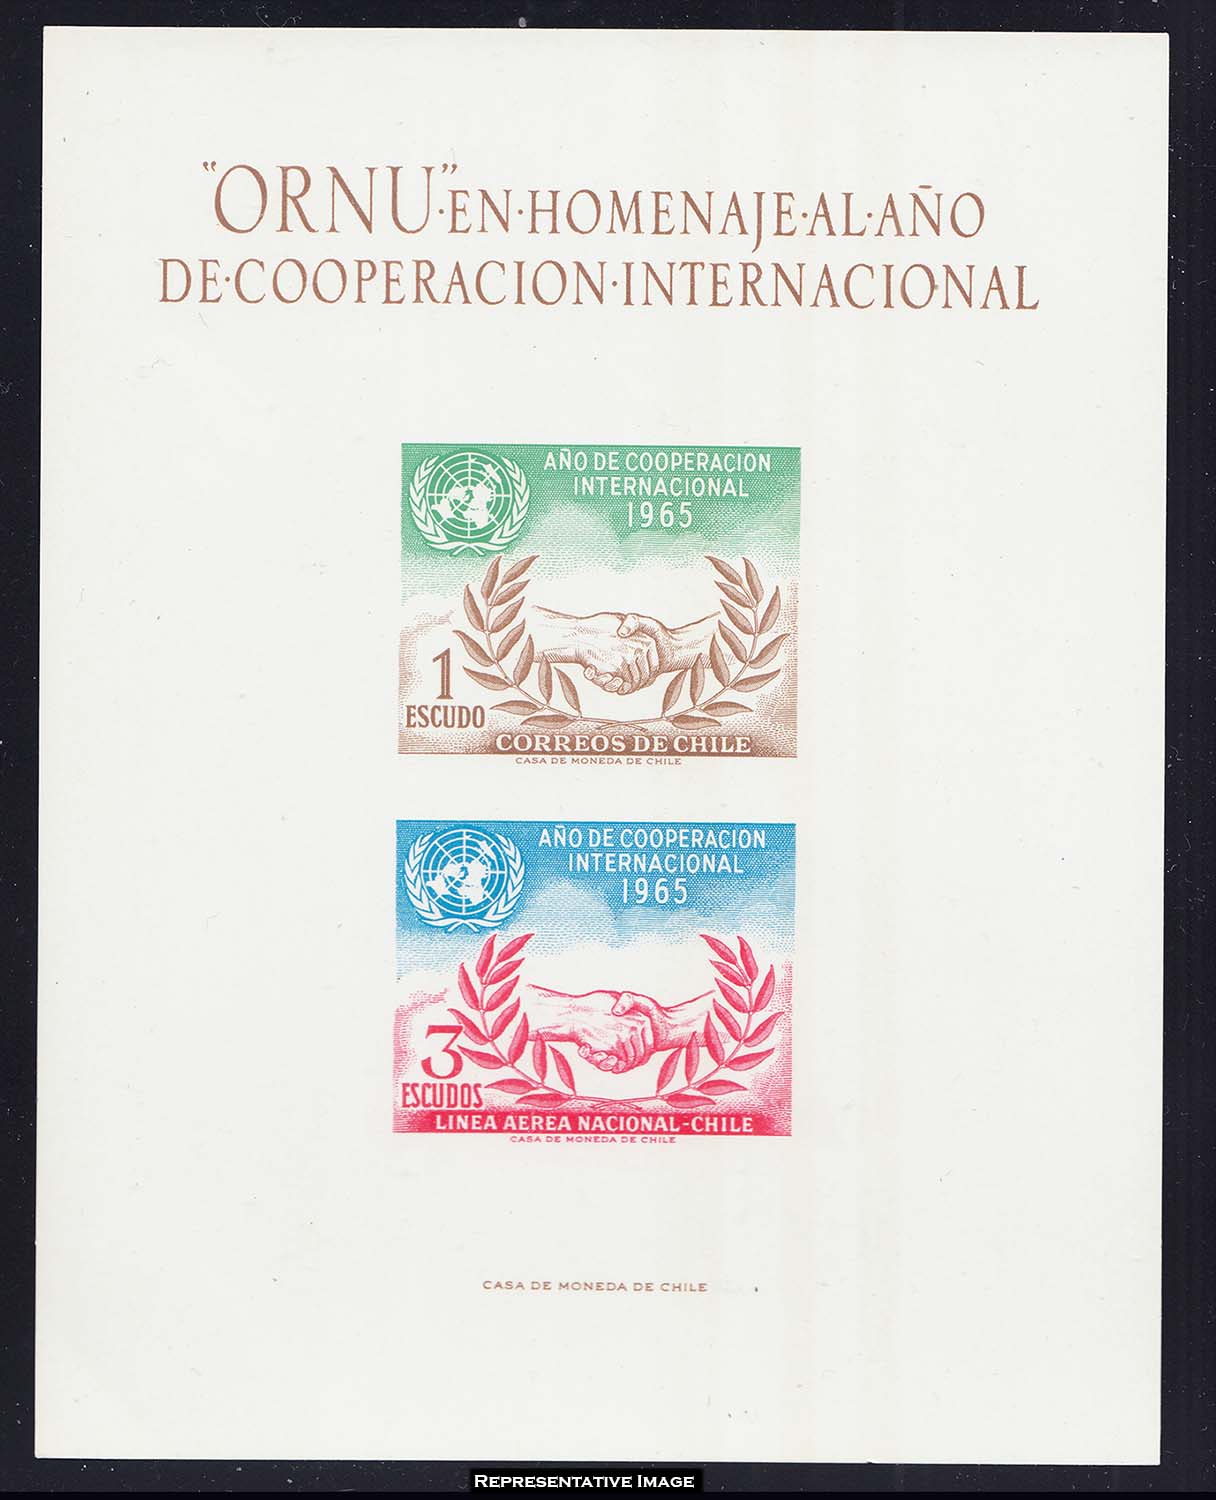 "ORNU"·EN·HOMENAJE·AL·AÑO
DE·COOPERACION·INTERNACIONAL
AÑO DE COOPERACION
INTERNACIONAL
1965
1
ESCUDO
CORREOS DE CHILE
CASA DE MONEDA DE CHILE
AÑO DE COOPERACION
INTERNACIONAL
1965
3
ESCUDOS
LINEA AEREA NACIONAL-CHILE
CASA DE MONEDA DE CHILE
CASA DE MONEDA DE CHILE
REPRESENTATIVE IMAGE